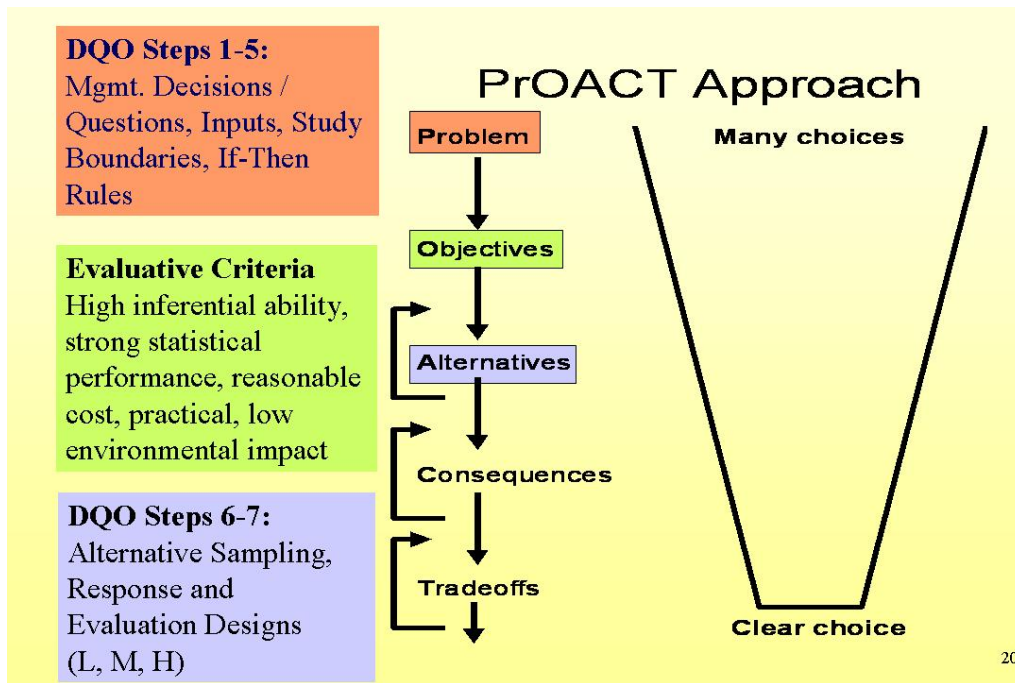 DQO Steps 1-5:
Mgmt. Decisions /
Questions, Inputs, Study
Boundaries, If-Then
Rules
Evaluative Criteria
High inferential ability,
strong statistical
performance, reasonable
cost, practical, low
environmental impact
DQO Steps 6-7:
Alternative Sampling,
Response and
Evaluation Designs
(L, M, H)
PrOACT Approach
Problem
Objectives
Alternatives
Consequences
Tradeoffs
Many choices
Clear choice
20